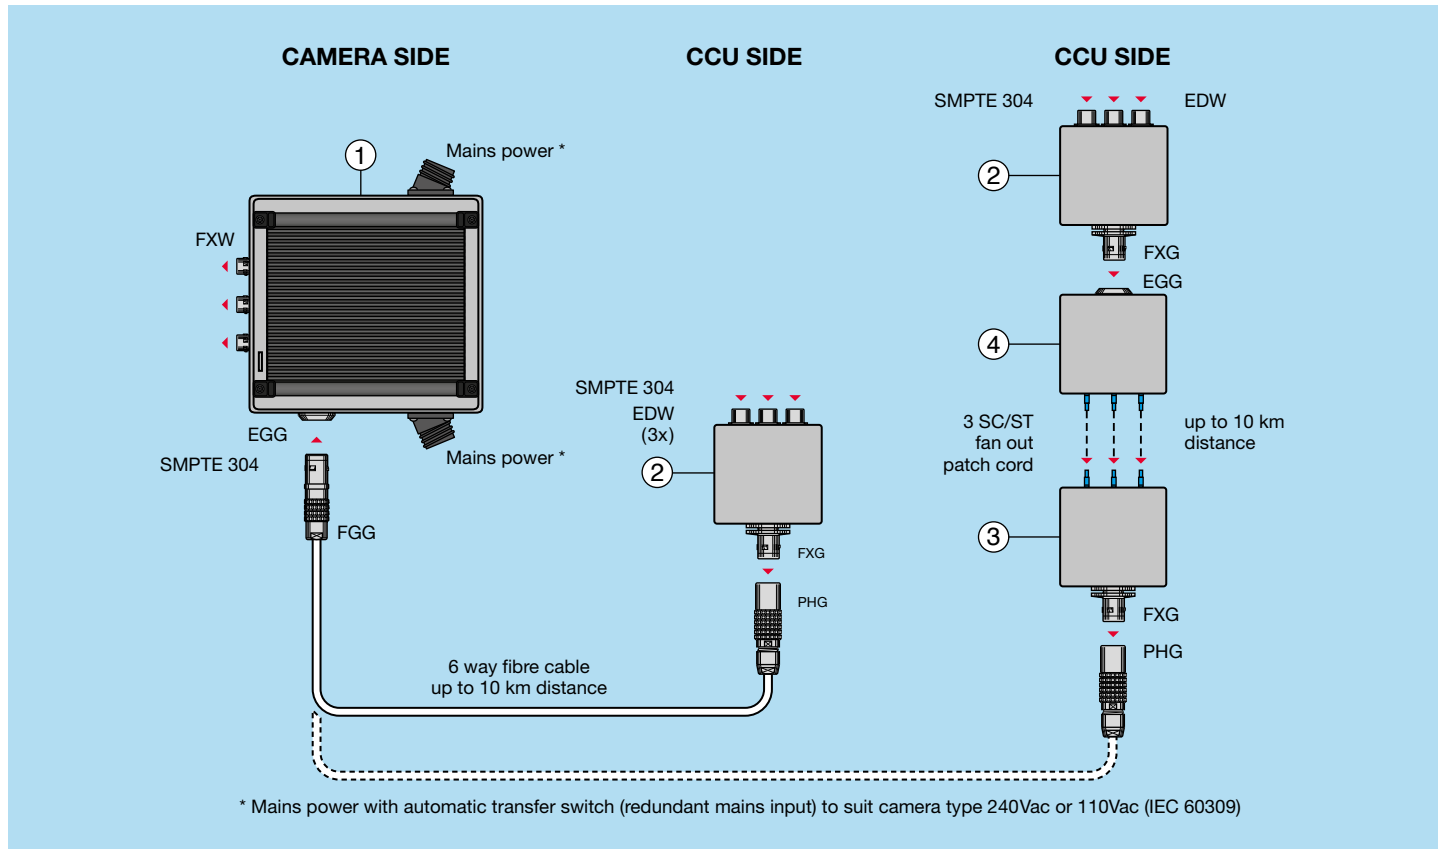 CAMERA SIDE
CCU SIDE
CCU SIDE
SMPTE 304
EDW
1
Mains power *
2
FXW
FXG
EGG
4
SMPTE 304
EDW
(3x)
3 SC/ST
fan out
patch cord
up to 10 km
distance
EGG
SMPTE 304
Mains power *
2
FGG
3
FXG
PHG
FXG
PHG
6 way fibre cable
up to 10 km distance
* Mains power with automatic transfer switch (redundant mains input) to suit camera type 240Vac or 110Vac (IEC 60309)